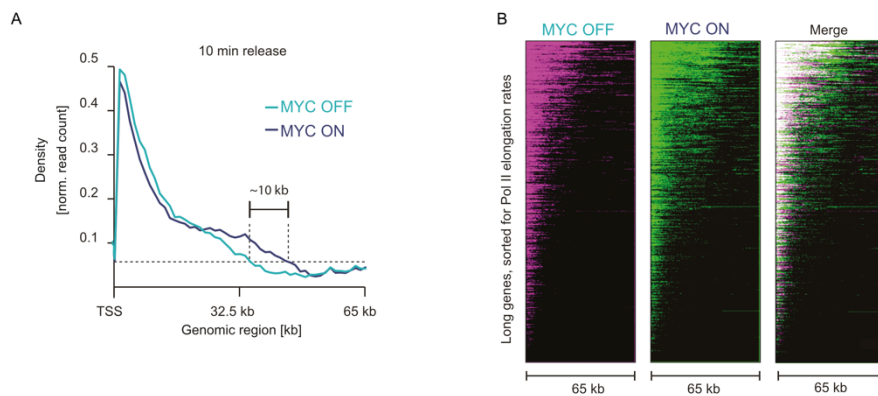 A
10 min release
0.5
0.4
0.3
0.2
0.1
Density
[norm. read count]
MYC OFF
MYC ON
~10 kb
TSS
32.5 kb
65 kb
Genomic region [kb]
B
MYC OFF
MYC ON
Merge
Long genes, sorted for Pol II elongation rates
65 kb
65 kb
65 kb